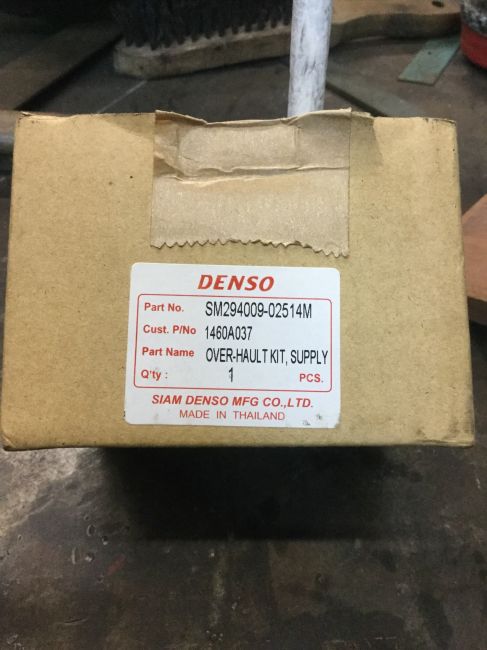 DENSO
Part No. SM294009-02514M
Cust. P/No 1460A037
Part Name OVER-HAULT KIT, SUPPLY
Q'ty : 1 PCS.
SIAM DENSO MFG CO.,LTD.
MADE IN THAILAND